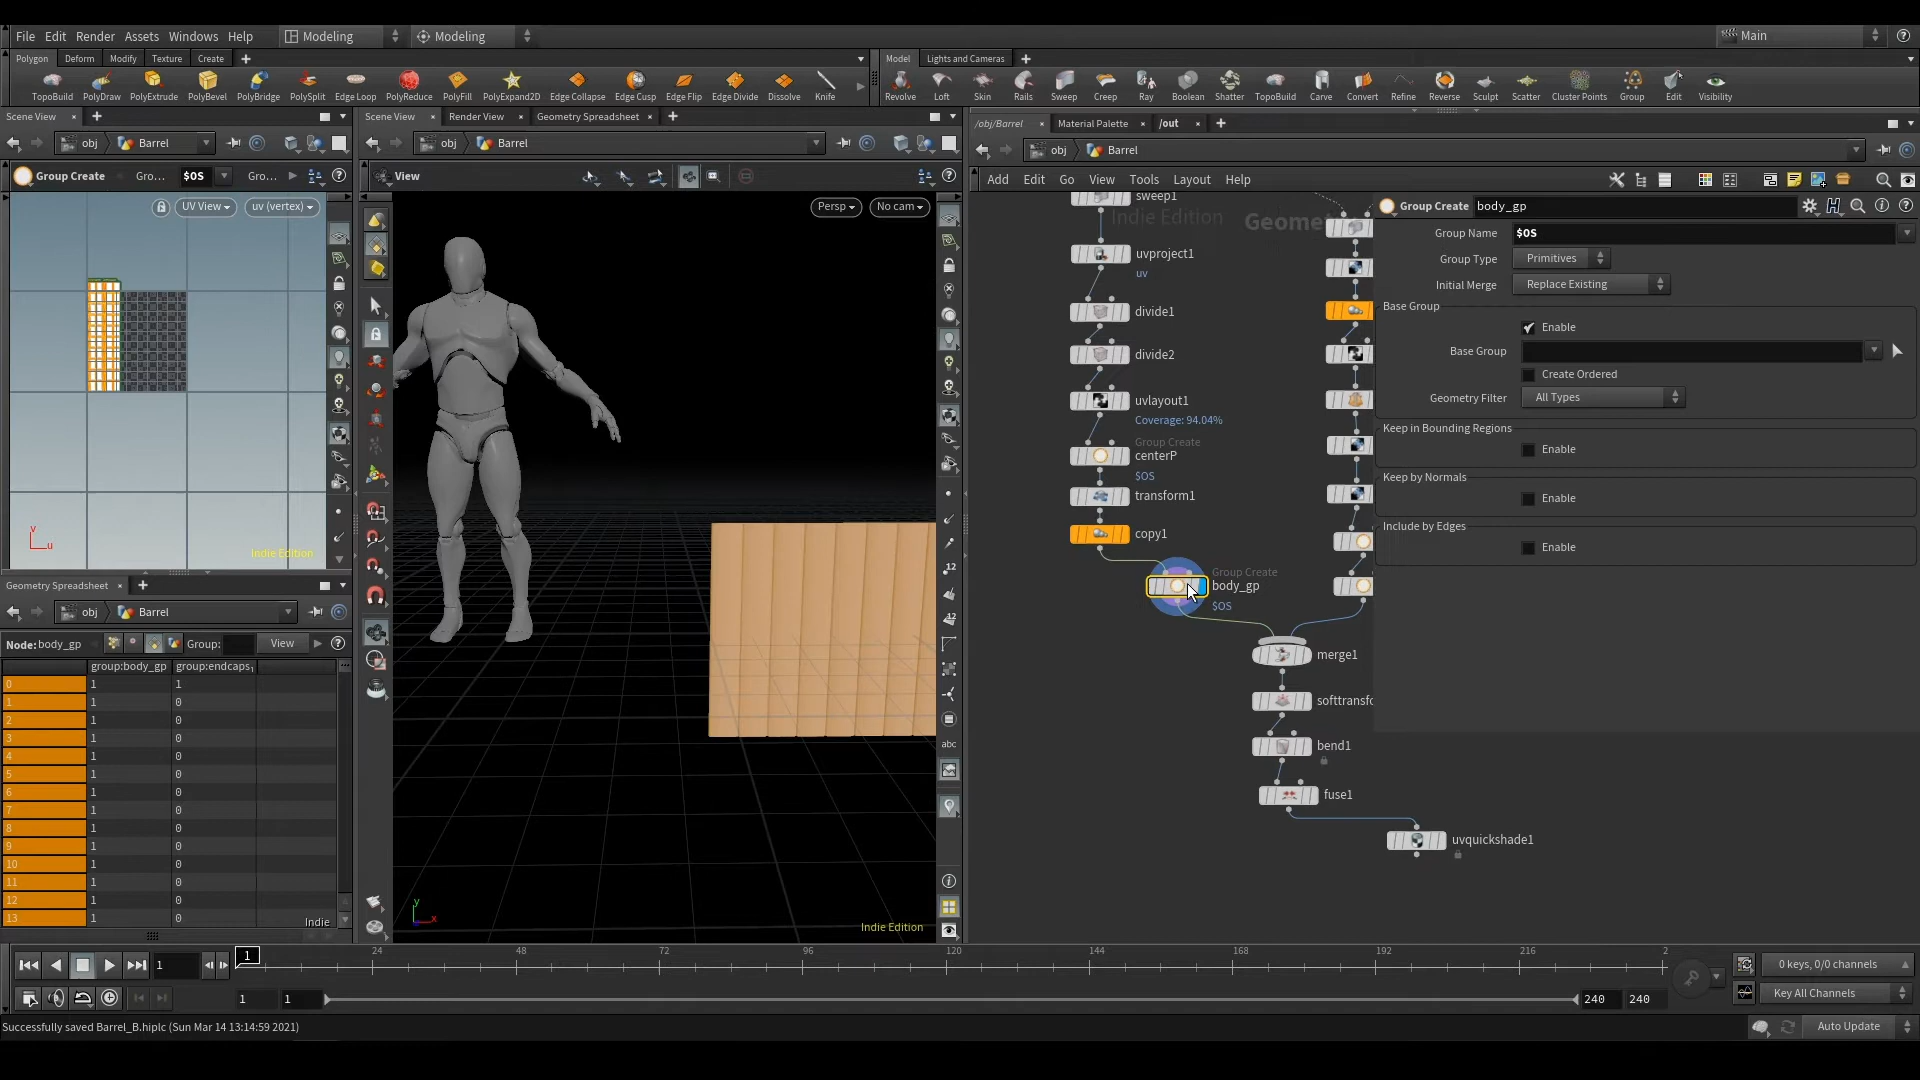 File Edit Render Assets Windows Help Modeling Modeling Main
Polygon Deform Modify Texture Create Model Lights and Cameras
TopoBuild PolyDraw PolyExtrude PolyBevel PolyBridge PolySplit Edge Loop PolyReduce PolyFill PolyExpand2D Edge Collapse Edge Cusp Edge Flip Edge Divide Dissolve Knife Revolve Loft Skin Rails Sweep Creep Ray Boolean Shatter TopoBuild Carve Convert Refine Reverse Sculpt Scatter Cluster Points Group Edit Visibility
Scene View Scene View Render View Geometry Spreadsheet /obj/Barrel Material Palette /out
obj Barrel obj Barrel obj Barrel
Group Create Gro... $OS Gro... View Add Edit Go View Tools Layout Help
UV View uv (vertex) Persp No cam
Indie Edition
Indie Edition
Indie Edition Geome
sweep1
uvproject1
uv
divide1
divide2
uvlayout1
Coverage: 94.04%
Group Create
centerP
$OS
transform1
copy1
Group Create
body_gp
$OS
merge1
softtransfo
bend1
fuse1
uvquickshade1
Group Create body_gp
Group Name $OS
Group Type Primitives
Initial Merge Replace Existing
Base Group
Enable
Base Group
Create Ordered
Geometry Filter All Types
Keep in Bounding Regions
Enable
Keep by Normals
Enable
Include by Edges
Enable
v
u
y
x
12
abc
Geometry Spreadsheet
obj Barrel
Node: body_gp Group: View
group:body_gp group:endcaps
0 1 1
1 1 0
2 1 0
3 1 0
4 1 0
5 1 0
6 1 0
7 1 0
8 1 0
9 1 0
10 1 0
11 1 0
12 1 0
13 1 0
Indie
1 1 24 48 72 96 120 144 168 192 216 2
0 keys, 0/0 channels
1 1 240 240 Key All Channels
Successfully saved Barrel_B.hiplc (Sun Mar 14 13:14:59 2021) Auto Update